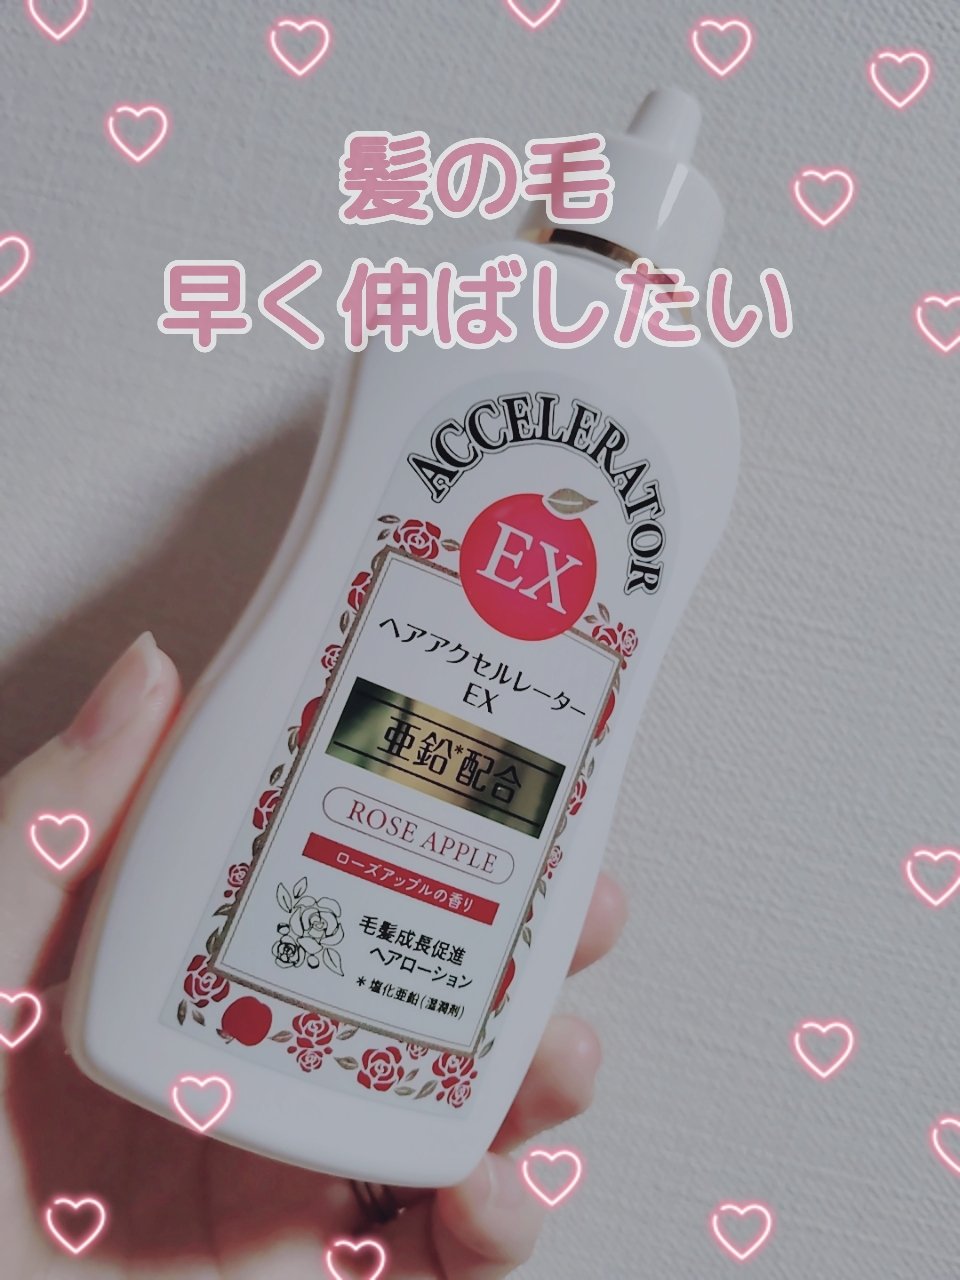 髪の毛
早く伸ばしたい
ACCELERATOR
EX
ヘアアクセルレーター
EX
亜鉛*配合
ROSE APPLE
ローズアップルの香り
毛髪成長促進
ヘアローション
*塩化亜鉛(湿潤剤)